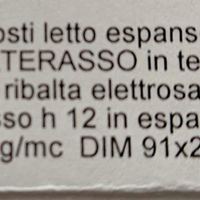 osti letto espans
TERASSO in te
ribalta elettrosa
sso h 12 in espa
g/mc DIM 91x2